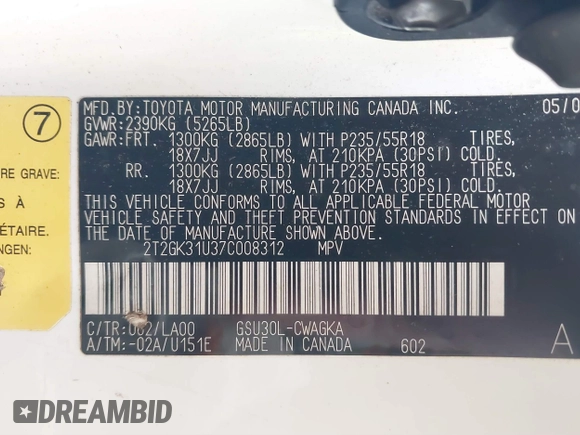 MFD.BY:TOYOTA MOTOR MANUFACTURING CANADA INC. 05/0
GVWR:2390KG (5265LB)
GAWR:FRT. 1300KG (2865LB) WITH P235/55R18 TIRES,
18X7JJ RIMS, AT 210KPA (30PSI) COLD.
RR. 1300KG (2865LB) WITH P235/55R18 TIRES,
18X7JJ RIMS, AT 210KPA (30PSI) COLD.
THIS VEHICLE CONFORMS TO ALL APPLICABLE FEDERAL MOTOR
VEHICLE SAFETY AND THEFT PREVENTION STANDARDS IN EFFECT ON
THE DATE OF MANUFACTURE SHOWN ABOVE.
2T2GK31U37C008312 MPV
C/TR: /LA00 GSU30L-CWAGKA
A/TM:-02A/U151E MADE IN CANADA 602
A
7
RE GRAVE:
S À
ÉTAIRE.
NGEN:
DREAMBID